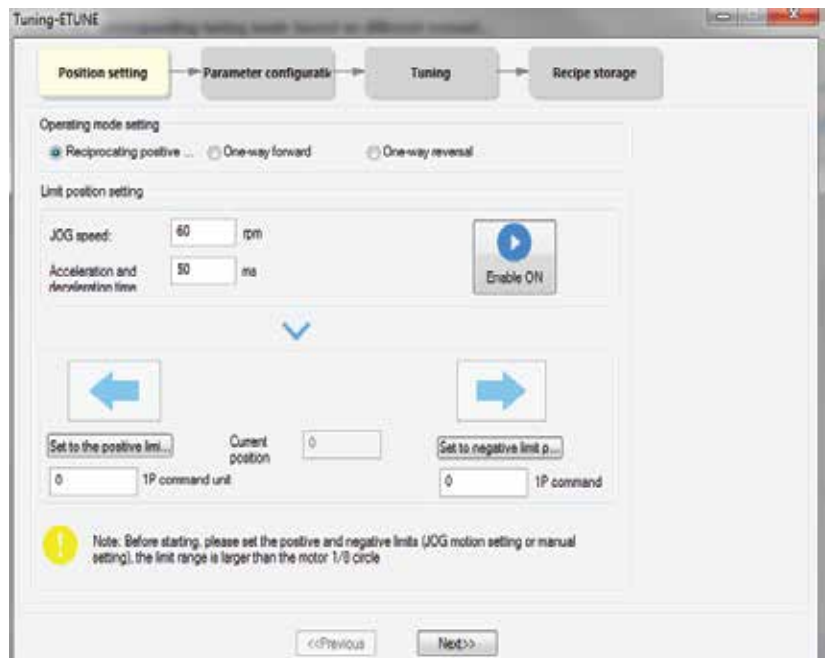 Tuning-ETUNE
Position setting
Parameter configuratic
Tuning
Recipe storage
Operating mode setting
Reciprocating positive ...
One-way forward
One-way reversal
Limit position setting
JOG speed:
60
rpm
Acceleration and
deceleration time
50
ms
Enable ON
Set to the positive limi...
Current
position
0
Set to negative limit p...
0
1P command unit
0
1P command
! Note: Before starting, please set the positive and negative limits (JOG motion setting or manual
setting), the limit range is larger than the motor 1/8 circle
<<Previous
Next>>